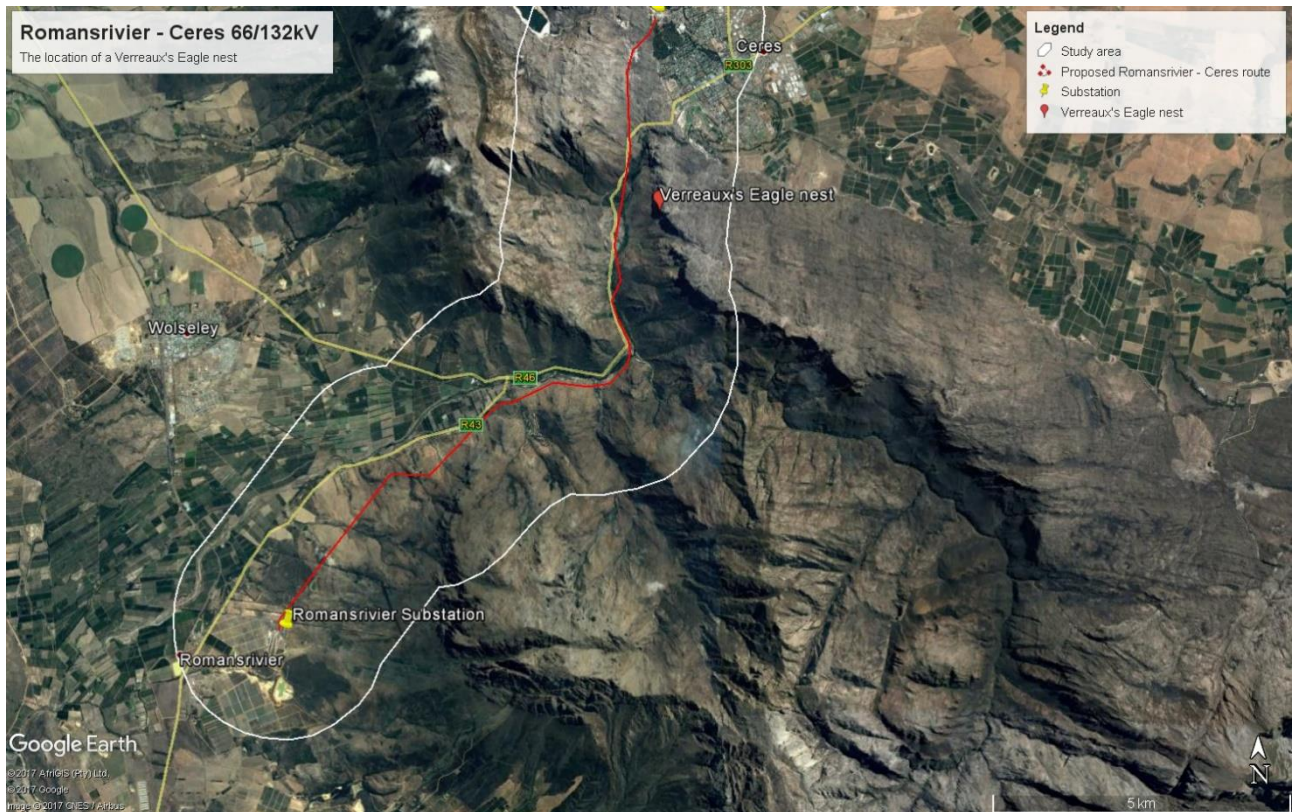 Romansrivier - Ceres 66/132kV
The location of a Verreaux's Eagle nest
Legend
Study area
Proposed Romansrivier - Ceres route
Substation
Verreaux's Eagle nest
Ceres
R303
Verreaux's Eagle nest
Wolseley
R46
R43
Romansrivier Substation
Romansrivier
Google Earth
©2017 AfriGIS (Pty) Ltd.
©2017 Google
Image ©2017 CNES / Airbus
N
5 km